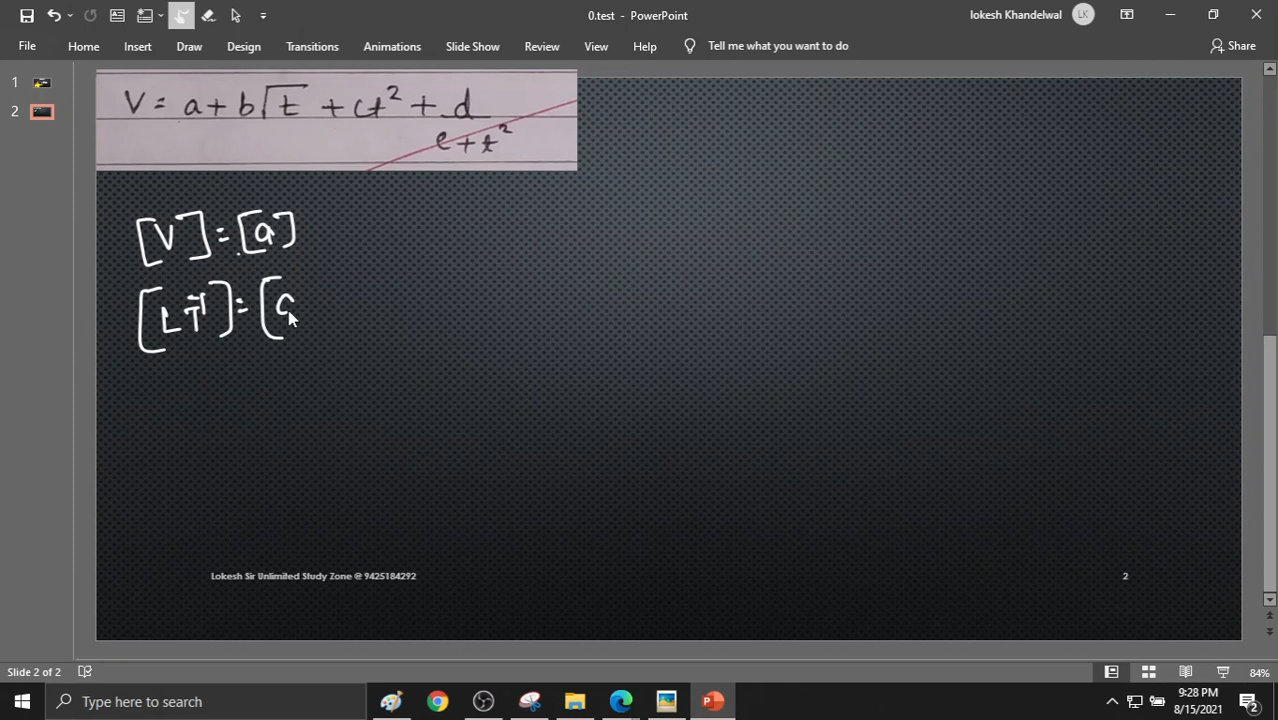 0.test - PowerPoint
lokesh Khandelwal
LK
File Home Insert Draw Design Transitions Animations Slide Show Review View Help Tell me what you want to do Share
1
2
V = a + b√t + ct² + d
e + t²
[V] = [a]
[LT⁻¹] = [a
Lokesh Sir Unlimited Study Zone @ 9425184292
2
Slide 2 of 2
84%
Type here to search
9:28 PM
8/15/2021
2